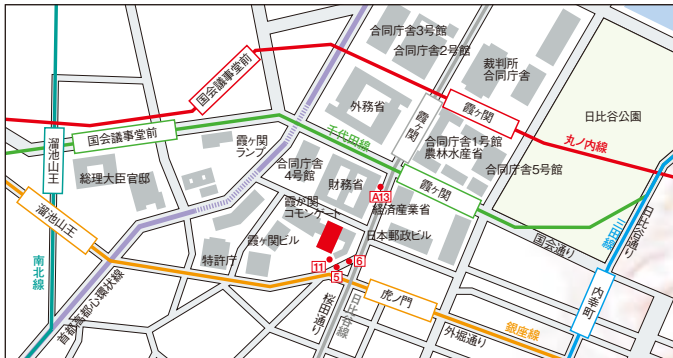 合同庁舎3号館
合同庁舎2号館
裁判所
合同庁舎
国会議事堂前
外務省
霞ヶ関
霞ヶ関
日比谷公園
国会議事堂前
霞ヶ関
ランプ
千代田線
合同庁舎1号館
農林水産省
丸ノ内線
溜池山王
総理大臣官邸
合同庁舎
4号館
財務省
霞ヶ関
合同庁舎5号館
A13
溜池山王
霞が関
コモンゲート
経済産業省
特許庁
霞ヶ関ビル
日本郵政ビル
国会通り
三田線
日比谷通り
南北線
首都高都心環状線
11
5
6
桜田通り
日比谷線
虎ノ門
内幸町
外堀通り
銀座線